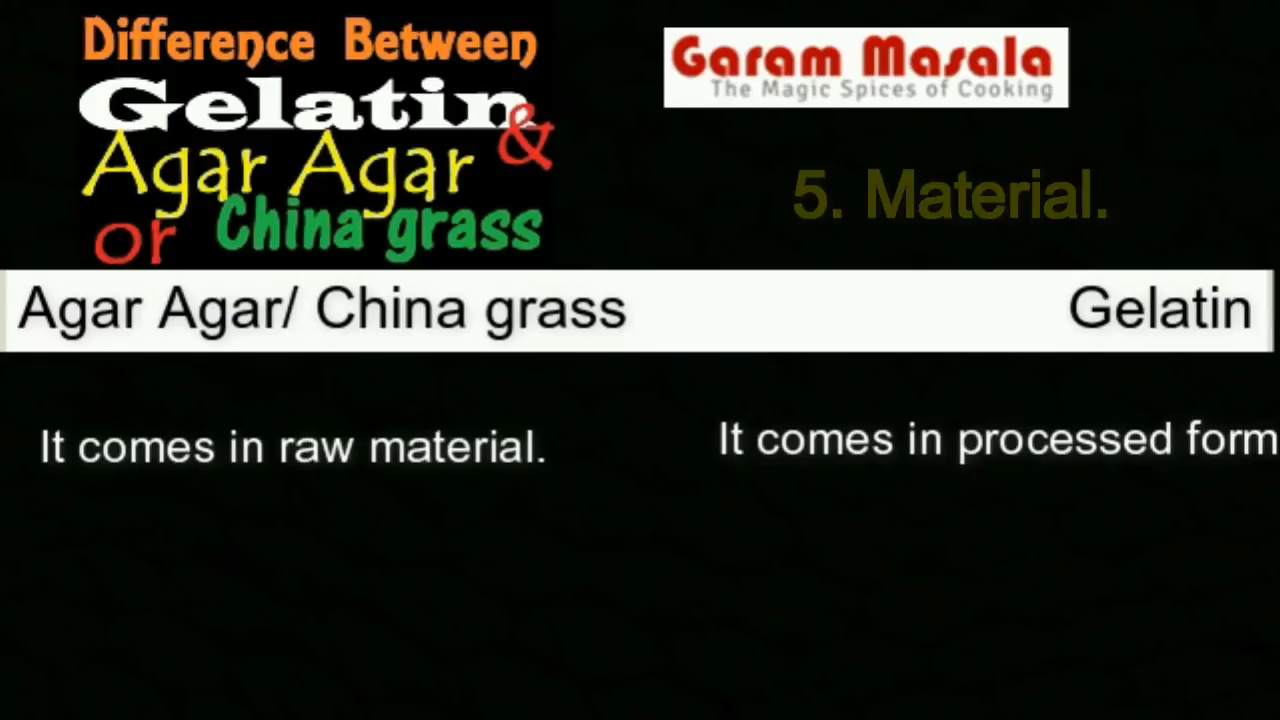 Difference Between
Gelatin &
Agar Agar
or China grass
Garam Masala
The Magic Spices of Cooking
5. Material.
Agar Agar/ China grass
Gelatin
It comes in raw material.
It comes in processed form